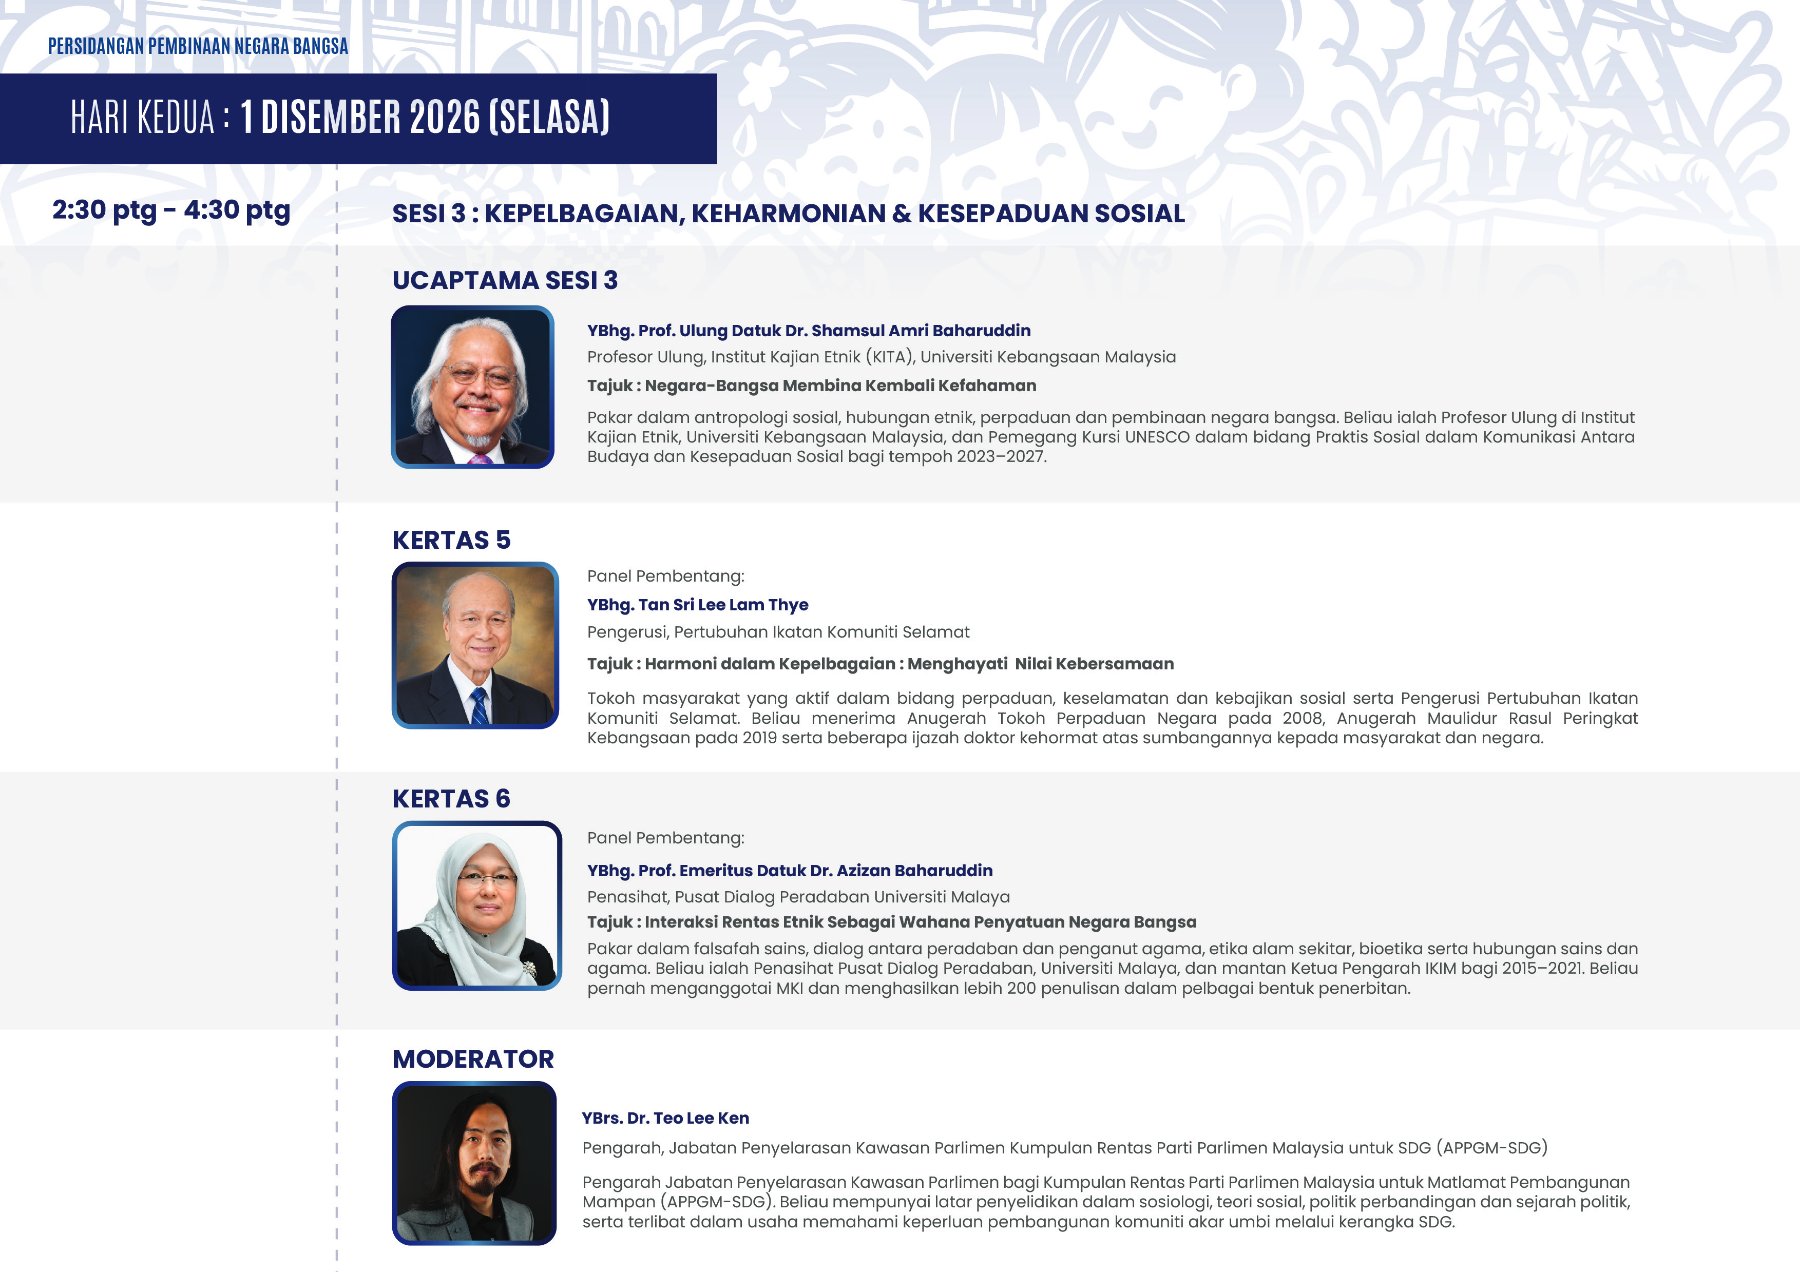 PERSIDANGAN PEMBINAAN NEGARA BANGSA
HARI KEDUA : 1 DISEMBER 2026 (SELASA)
2:30 ptg - 4:30 ptg
SESI 3 : KEPELBAGAIAN, KEHARMONIAN & KESEPADUAN SOSIAL
UCAPTAMA SESI 3
YBhg. Prof. Ulung Datuk Dr. Shamsul Amri Baharuddin
Profesor Ulung, Institut Kajian Etnik (KITA), Universiti Kebangsaan Malaysia
Tajuk : Negara-Bangsa Membina Kembali Kefahaman
Pakar dalam antropologi sosial, hubungan etnik, perpaduan dan pembinaan negara bangsa. Beliau ialah Profesor Ulung di Institut
Kajian Etnik, Universiti Kebangsaan Malaysia, dan Pemegang Kursi UNESCO dalam bidang Praktis Sosial dalam Komunikasi Antara
Budaya dan Kesepaduan Sosial bagi tempoh 2023–2027.
KERTAS 5
Panel Pembentang:
YBhg. Tan Sri Lee Lam Thye
Pengerusi, Pertubuhan Ikatan Komuniti Selamat
Tajuk : Harmoni dalam Kepelbagaian : Menghayati Nilai Kebersamaan
Tokoh masyarakat yang aktif dalam bidang perpaduan, keselamatan dan kebajikan sosial serta Pengerusi Pertubuhan Ikatan
Komuniti Selamat. Beliau menerima Anugerah Tokoh Perpaduan Negara pada 2008, Anugerah Maulidur Rasul Peringkat
Kebangsaan pada 2019 serta beberapa ijazah doktor kehormat atas sumbangannya kepada masyarakat dan negara.
KERTAS 6
Panel Pembentang:
YBhg. Prof. Emeritus Datuk Dr. Azizan Baharuddin
Penasihat, Pusat Dialog Peradaban Universiti Malaya
Tajuk : Interaksi Rentas Etnik Sebagai Wahana Penyatuan Negara Bangsa
Pakar dalam falsafah sains, dialog antara peradaban dan penganut agama, etika alam sekitar, bioetika serta hubungan sains dan
agama. Beliau ialah Penasihat Pusat Dialog Peradaban, Universiti Malaya, dan mantan Ketua Pengarah IKIM bagi 2015–2021. Beliau
pernah menganggotai MKI dan menghasilkan lebih 200 penulisan dalam pelbagai bentuk penerbitan.
MODERATOR
YBrs. Dr. Teo Lee Ken
Pengarah, Jabatan Penyelarasan Kawasan Parlimen Kumpulan Rentas Parti Parlimen Malaysia untuk SDG (APPGM-SDG)
Pengarah Jabatan Penyelarasan Kawasan Parlimen bagi Kumpulan Rentas Parti Parlimen Malaysia untuk Matlamat Pembangunan
Mampan (APPGM-SDG). Beliau mempunyai latar penyelidikan dalam sosiologi, teori sosial, politik perbandingan dan sejarah politik,
serta terlibat dalam usaha memahami keperluan pembangunan komuniti akar umbi melalui kerangka SDG.